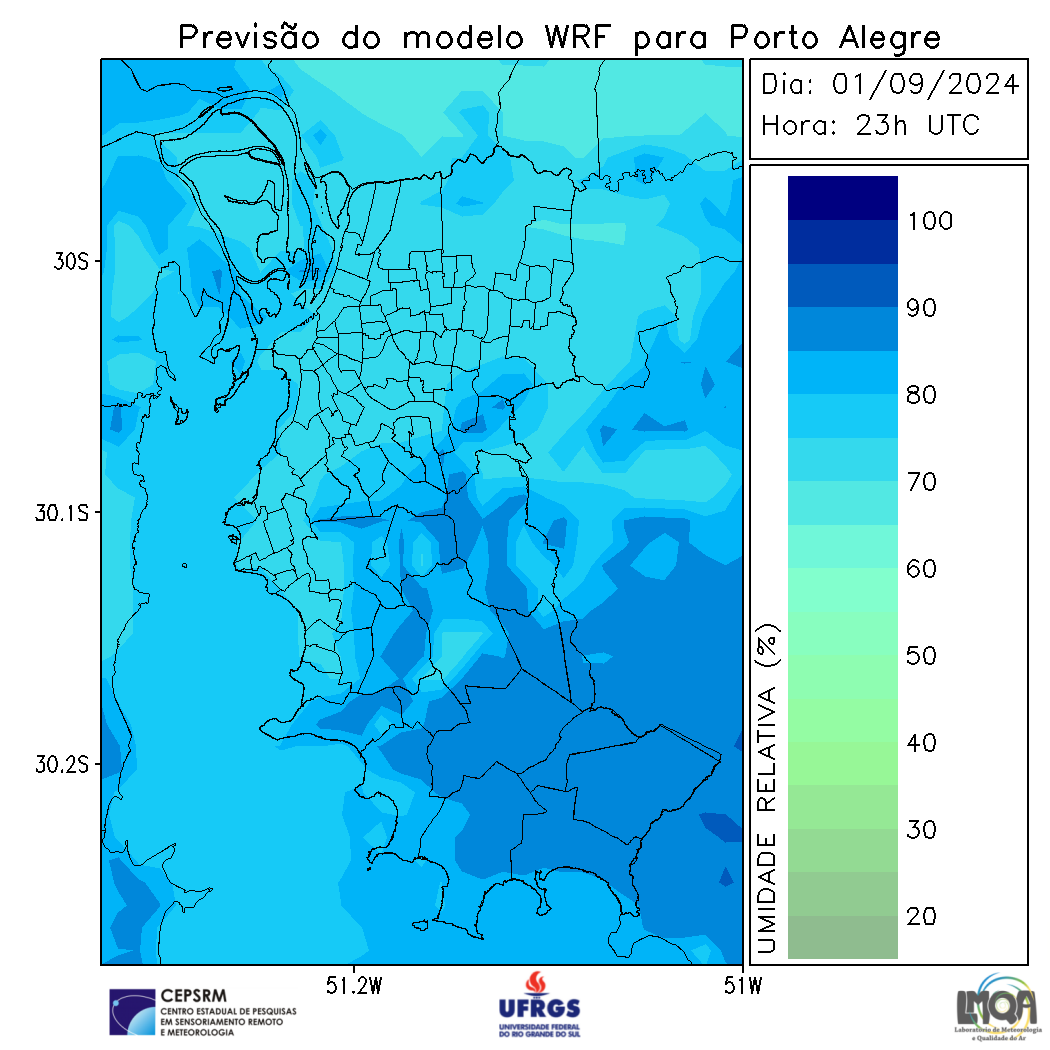 Previsão do modelo WRF para Porto Alegre
Dia: 01/09/2024
Hora: 23h UTC
100
90
80
70
60
50
40
30
20
UMIDADE RELATIVA (%)
30S
30.1S
30.2S
51.2W
51W
CEPSRM
CENTRO ESTADUAL DE PESQUISAS
EM SENSORIAMENTO REMOTO
E METEOROLOGIA
UFRGS
UNIVERSIDADE FEDERAL
DO RIO GRANDE DO SUL
LMQA
Laboratório de Meteorologia
e Qualidade do Ar